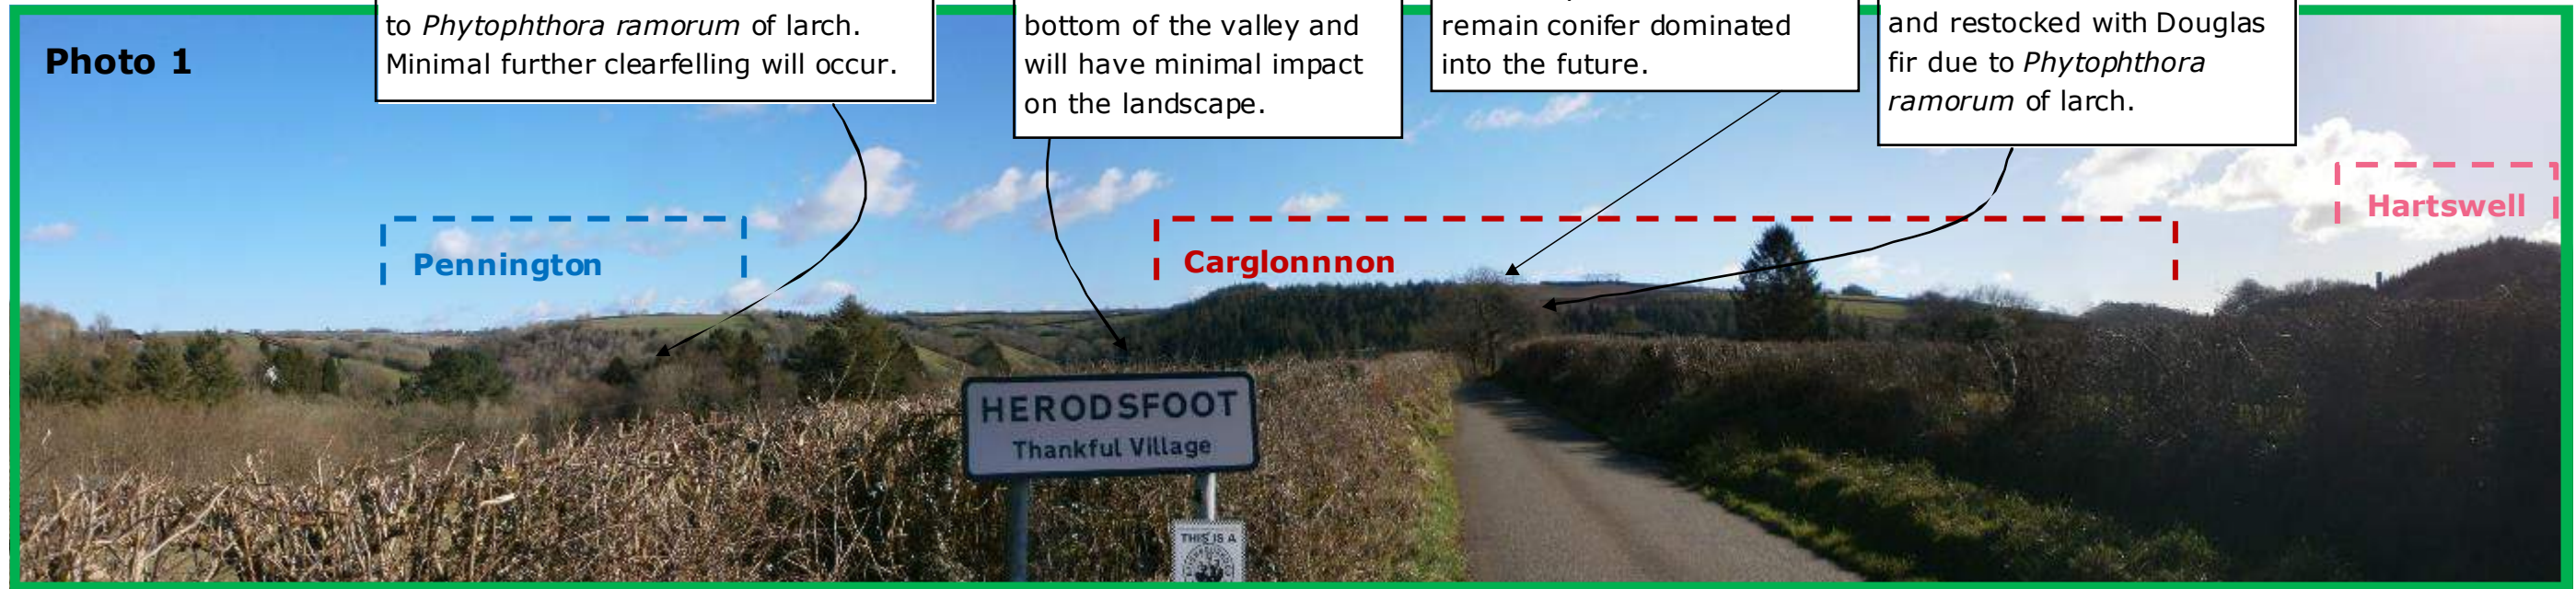 Photo 1
to Phytophthora ramorum of larch.
Minimal further clearfelling will occur.
bottom of the valley and
will have minimal impact
on the landscape.
remain conifer dominated
into the future.
and restocked with Douglas
fir due to Phytophthora
ramorum of larch.
Pennington
Carglonnnon
Hartswell
HERODSFOOT
Thankful Village
THIS IS A